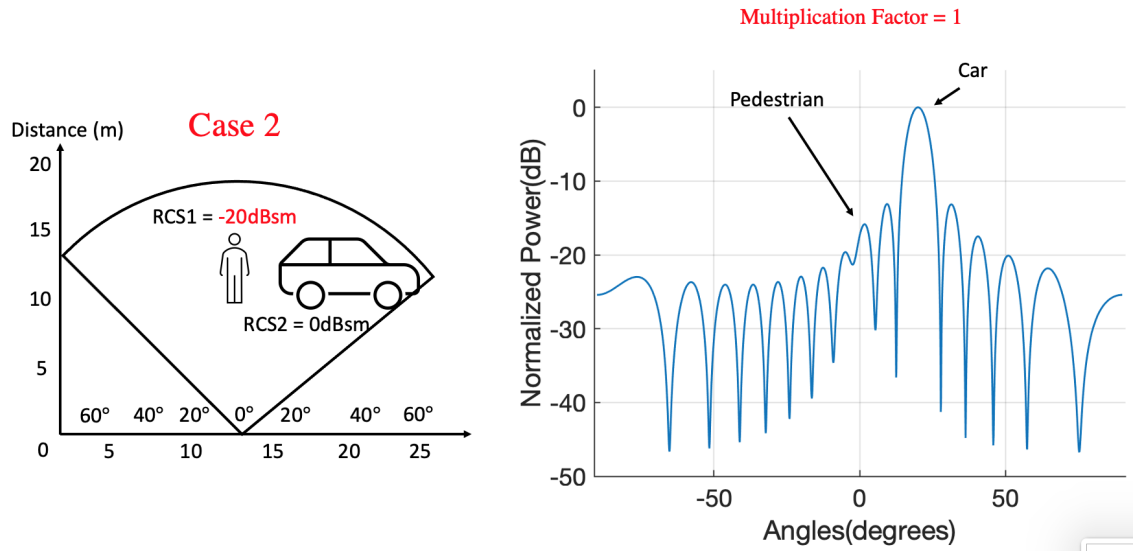 Multiplication Factor = 1
Case 2
Distance (m)
20
15
10
5
0
RCS1 = -20dBsm
RCS2 = 0dBsm
60° 40° 20° 0° 20° 40° 60°
5 10 15 20 25
Pedestrian
Car
Normalized Power(dB)
0
-10
-20
-30
-40
-50
-50 0 50
Angles(degrees)